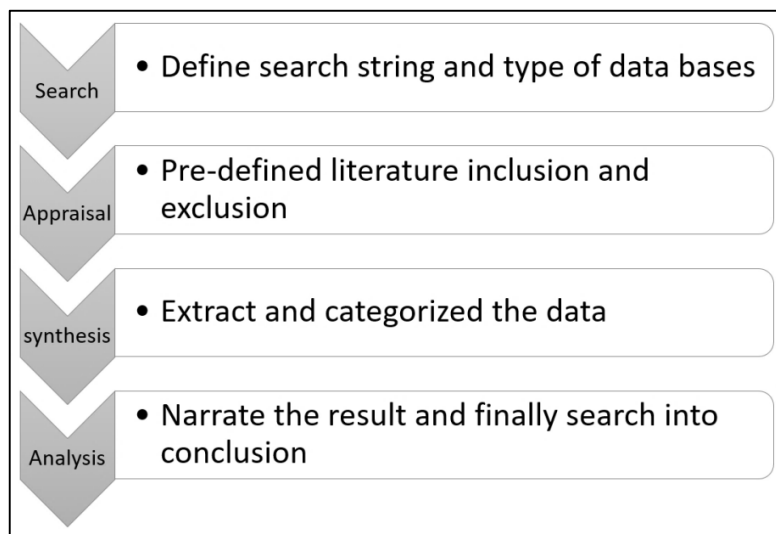 Search
• Define search string and type of data bases
Appraisal
• Pre-defined literature inclusion and
exclusion
synthesis
• Extract and categorized the data
Analysis
• Narrate the result and finally search into
conclusion